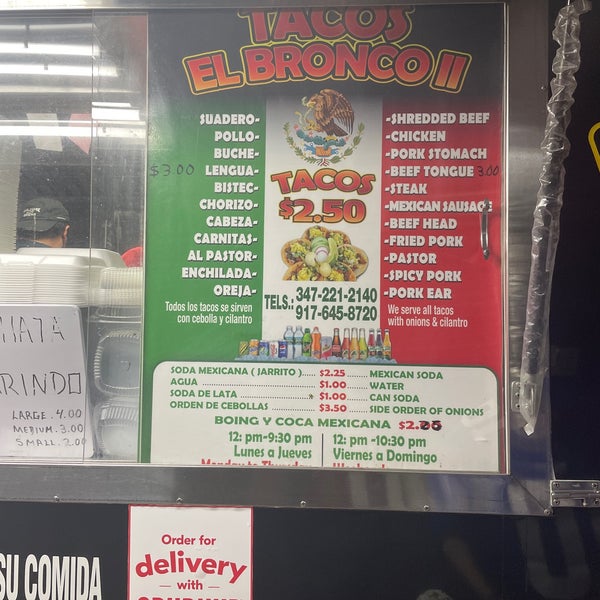 TACOS
EL BRONCO II
SUADERO- -SHREDDED BEEF
POLLO- -CHICKEN
BUCHE- -PORK STOMACH
$3.00 LENGUA- -BEEF TONGUE 3.00
BISTEC- -STEAK
CHORIZO- -MEXICAN SAUSAGE
CABEZA- -BEEF HEAD
CARNITAS- -FRIED PORK
AL PASTOR- -PASTOR
ENCHILADA- -SPICY PORK
OREJA- -PORK EAR
TACOS
$2.50
Todos los tacos se sirven
con cebolla y cilantro
TELS.: 347-221-2140
917-645-8720
We serve all tacos
with onions & cilantro
SODA MEXICANA ( JARRITO )...... $2.25 ........ MEXICAN SODA
AGUA ........ $1.00 ........ WATER
SODA DE LATA ........ $1.00 ........ CAN SODA
ORDEN DE CEBOLLAS ........ $3.50 ........ SIDE ORDER OF ONIONS
BOING Y COCA MEXICANA
12: pm-9:30 pm
Lunes a Jueves
Monday to Thursday
12: pm -10:30 pm
Viernes a Domingo
LARGE. 4.00
MEDIUM. 3.00
SMALL. 2.00
SU COMIDA
Order for
delivery
with